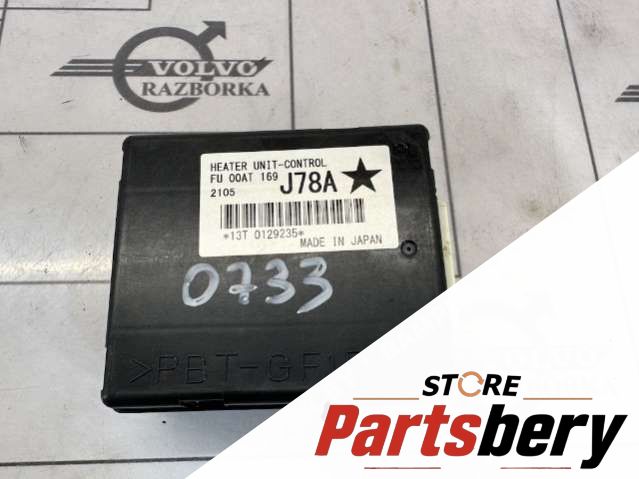 VOLVO
RAZBORKA
HEATER UNIT-CONTROL
FU 00AT 169
2105
J78A★
*13T 0129235*
MADE IN JAPAN
0733
>PBT-GF
STORE
Partsbery